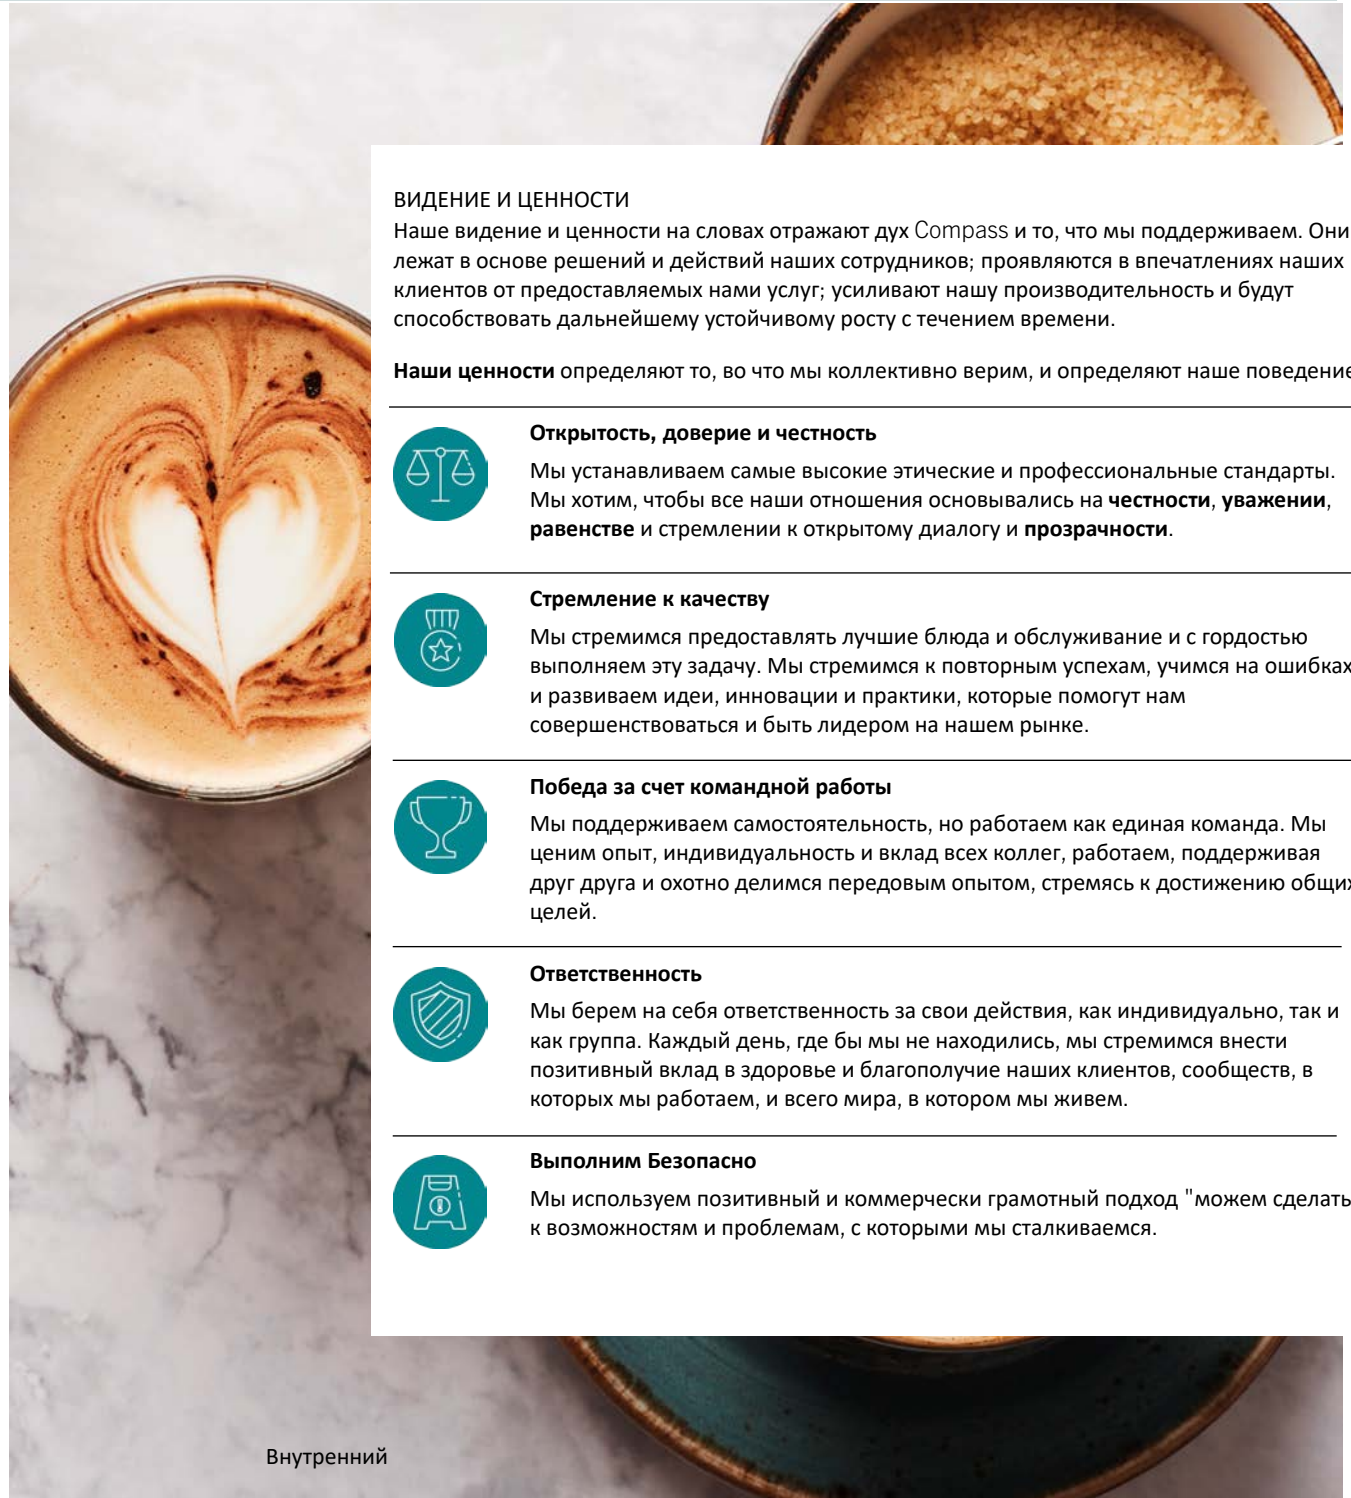 ВИДЕНИЕ И ЦЕННОСТИ
Наше видение и ценности на словах отражают дух Compass и то, что мы поддерживаем. Они
лежат в основе решений и действий наших сотрудников; проявляются в впечатлениях наших
клиентов от предоставляемых нами услуг; усиливают нашу производительность и будут
способствовать дальнейшему устойчивому росту с течением времени.
Наши ценности определяют то, во что мы коллективно верим, и определяют наше поведение
Открытость, доверие и честность
Мы устанавливаем самые высокие этические и профессиональные стандарты.
Мы хотим, чтобы все наши отношения основывались на честности, уважении,
равенстве и стремлении к открытому диалогу и прозрачности.
Стремление к качеству
Мы стремимся предоставлять лучшие блюда и обслуживание и с гордостью
выполняем эту задачу. Мы стремимся к повторным успехам, учимся на ошибках
и развиваем идеи, инновации и практики, которые помогут нам
совершенствоваться и быть лидером на нашем рынке.
Победа за счет командной работы
Мы поддерживаем самостоятельность, но работаем как единая команда. Мы
ценим опыт, индивидуальность и вклад всех коллег, работаем, поддерживая
друг друга и охотно делимся передовым опытом, стремясь к достижению общих
целей.
Ответственность
Мы берем на себя ответственность за свои действия, как индивидуально, так и
как группа. Каждый день, где бы мы не находились, мы стремимся внести
позитивный вклад в здоровье и благополучие наших клиентов, сообществ, в
которых мы работаем, и всего мира, в котором мы живем.
Выполним Безопасно
Мы используем позитивный и коммерчески грамотный подход "можем сделать
к возможностям и проблемам, с которыми мы сталкиваемся.
Внутренний